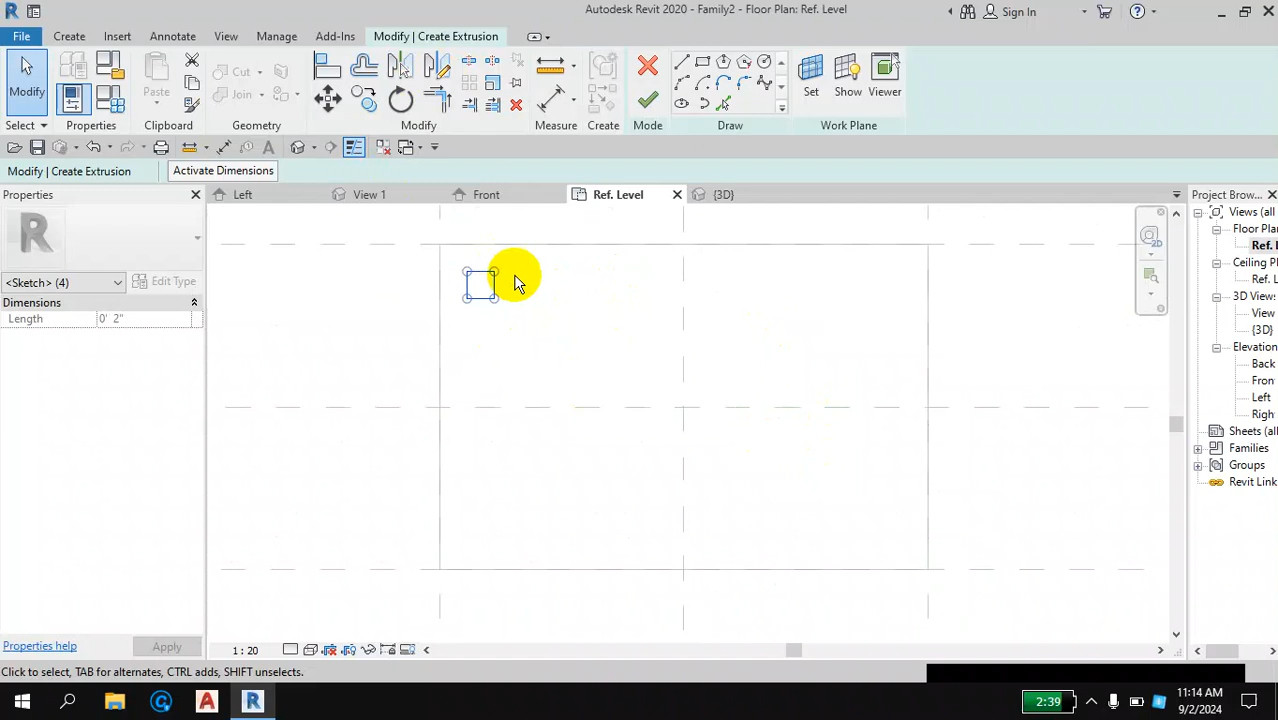 Autodesk Revit 2020 - Family2 - Floor Plan: Ref. Level
Sign In
File Create Insert Annotate View Manage Add-Ins Modify | Create Extrusion
Modify Paste Cut Join Set Show Viewer
Select Properties Clipboard Geometry Modify Measure Create Mode Draw Work Plane
Modify | Create Extrusion Activate Dimensions
Properties Left View 1 Front Ref. Level {3D} Project Brow...
Views (all
Floor Plan
Ref. L
Ceiling Pl
Ref. L
3D Views
View
{3D}
Elevation
Back
Front
Left
Right
Sheets (all
Families
Groups
Revit Link
2D
<Sketch> (4) Edit Type
Dimensions
Length 0' 2"
Properties help Apply
1 : 20
Click to select, TAB for alternates, CTRL adds, SHIFT unselects.
2:39
11:14 AM
9/2/2024